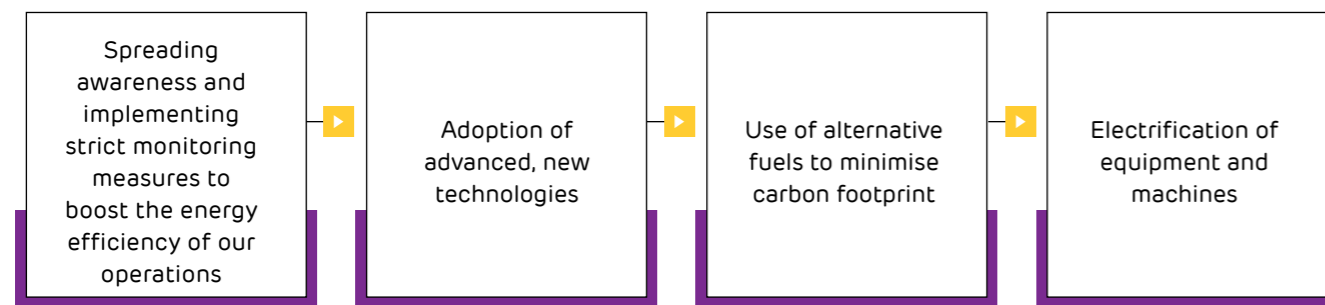 Spreading
awareness and
implementing
strict monitoring
measures to
boost the energy
efficiency of our
operations
Adoption of
advanced, new
technologies
Use of alternative
fuels to minimise
carbon footprint
Electrification of
equipment and
machines